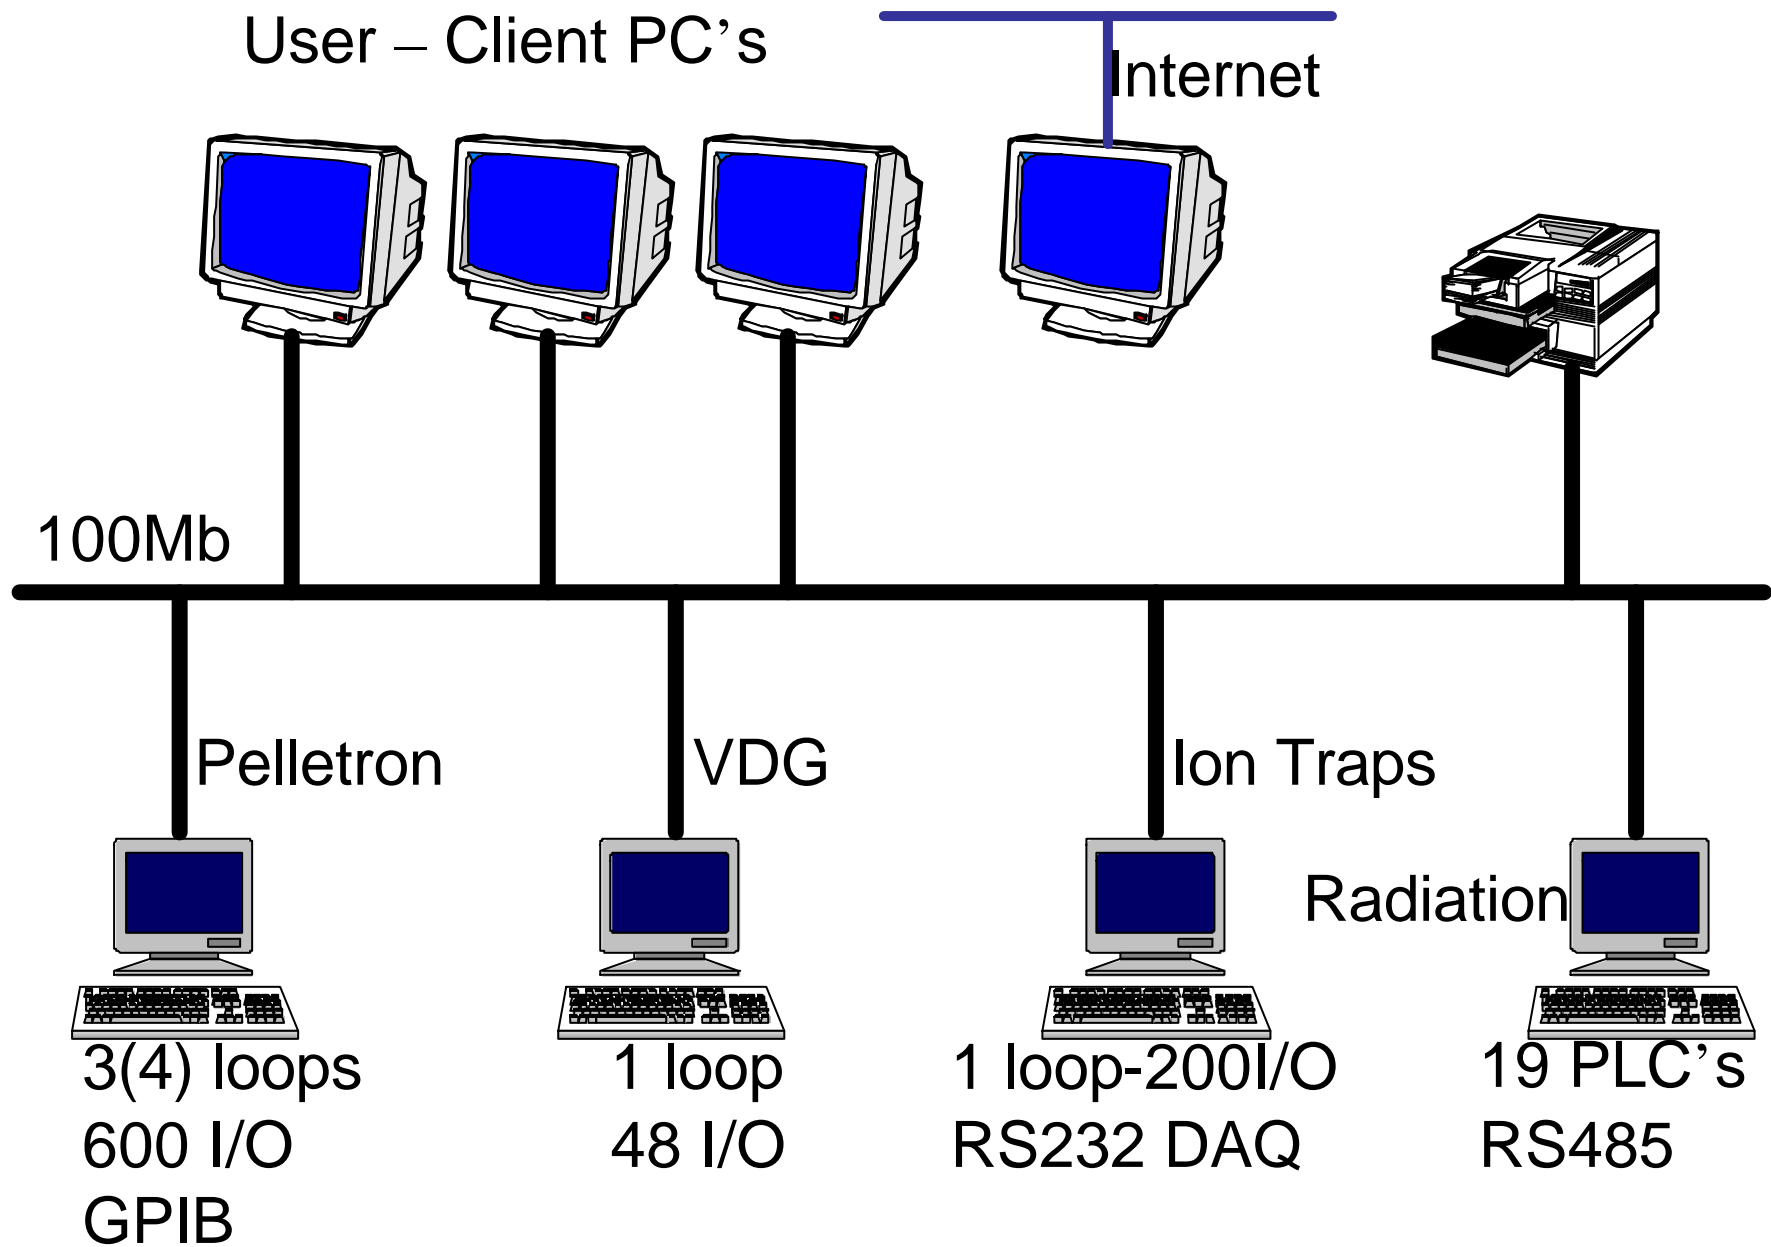 User – Client PC’s
Internet
100Mb
Pelletron
VDG
Ion Traps
Radiation
3(4) loops
600 I/O
GPIB
1 loop
48 I/O
1 loop-200I/O
RS232 DAQ
19 PLC’s
RS485